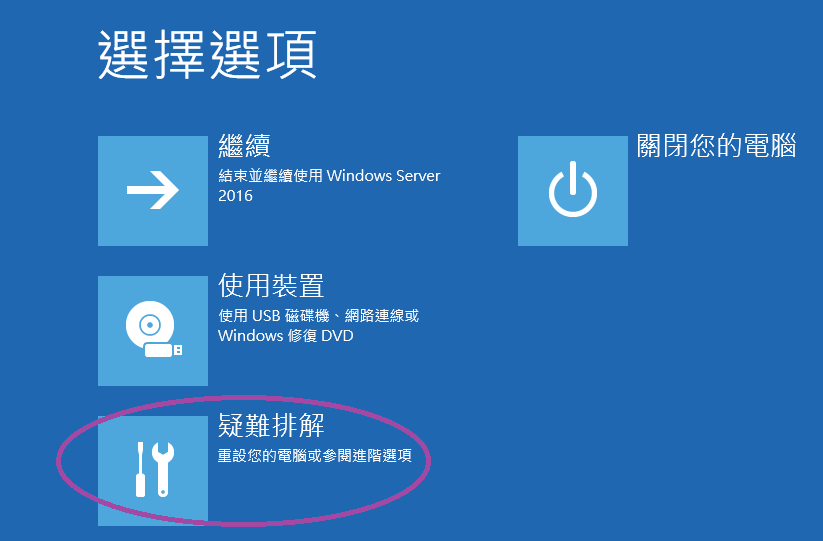 選擇選項
繼續
結束並繼續使用 Windows Server
2016
關閉您的電腦
使用裝置
使用 USB 磁碟機、網路連線或
Windows 修復 DVD
疑難排解
重設您的電腦或參閱進階選項